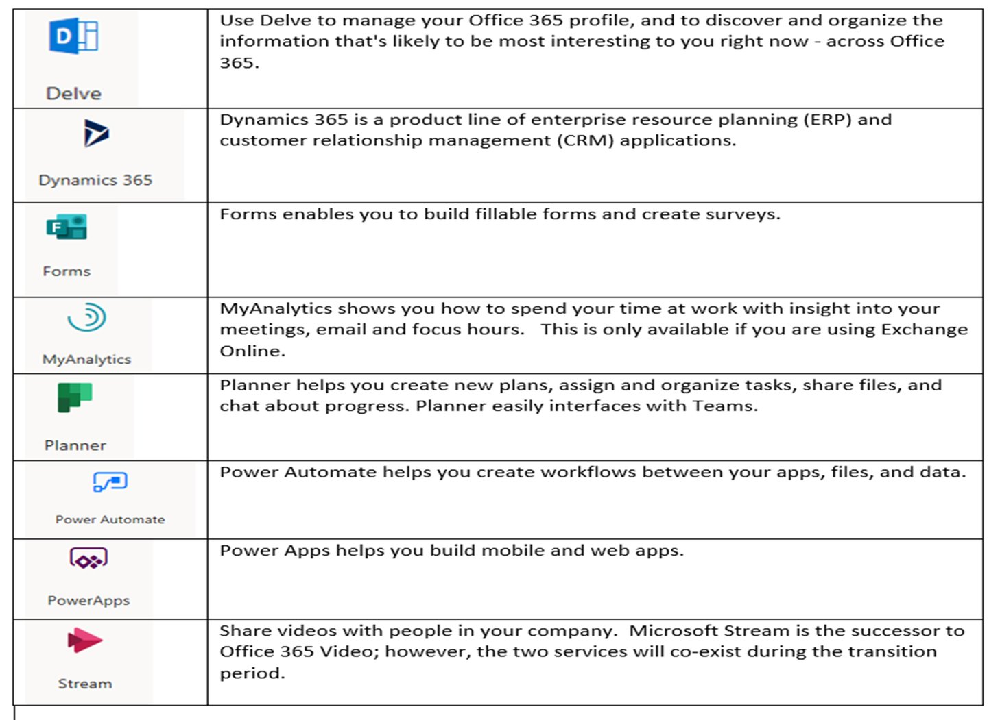 Use Delve to manage your Office 365 profile, and to discover and organize the
information that's likely to be most interesting to you right now - across Office
365.
D
Delve
Dynamics 365 is a product line of enterprise resource planning (ERP) and
customer relationship management (CRM) applications.
Dynamics 365
Forms enables you to build fillable forms and create surveys.
F
Forms
MyAnalytics shows you how to spend your time at work with insight into your
meetings, email and focus hours.   This is only available if you are using Exchange
Online.
MyAnalytics
Planner helps you create new plans, assign and organize tasks, share files, and
chat about progress. Planner easily interfaces with Teams.
Planner
Power Automate helps you create workflows between your apps, files, and data.
Power Automate
Power Apps helps you build mobile and web apps.
PowerApps
Share videos with people in your company.  Microsoft Stream is the successor to
Office 365 Video; however, the two services will co-exist during the transition
period.
Stream